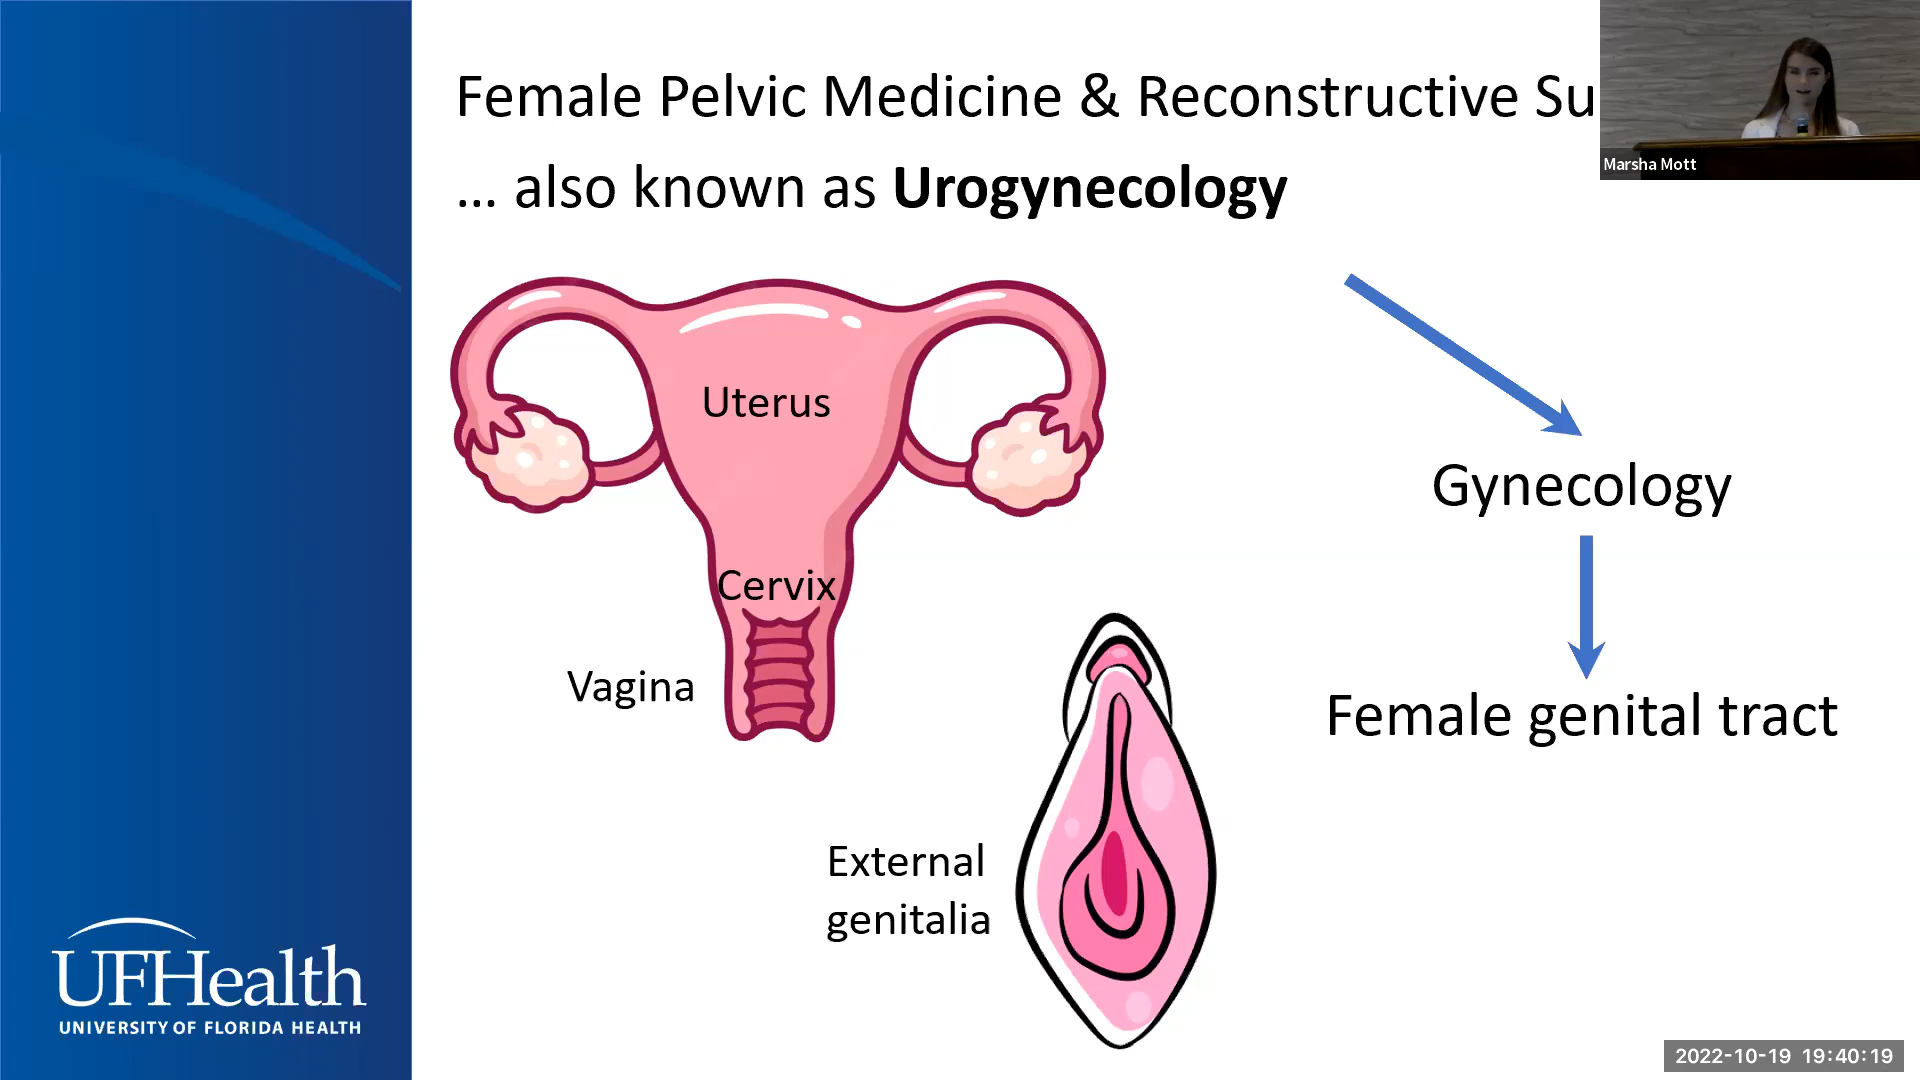 Female Pelvic Medicine & Reconstructive Su
... also known as Urogynecology
Marsha Mott
Uterus
Gynecology
Cervix
Vagina
Female genital tract
External
genitalia
UFHealth
UNIVERSITY OF FLORIDA HEALTH
2022-10-19 19:40:19